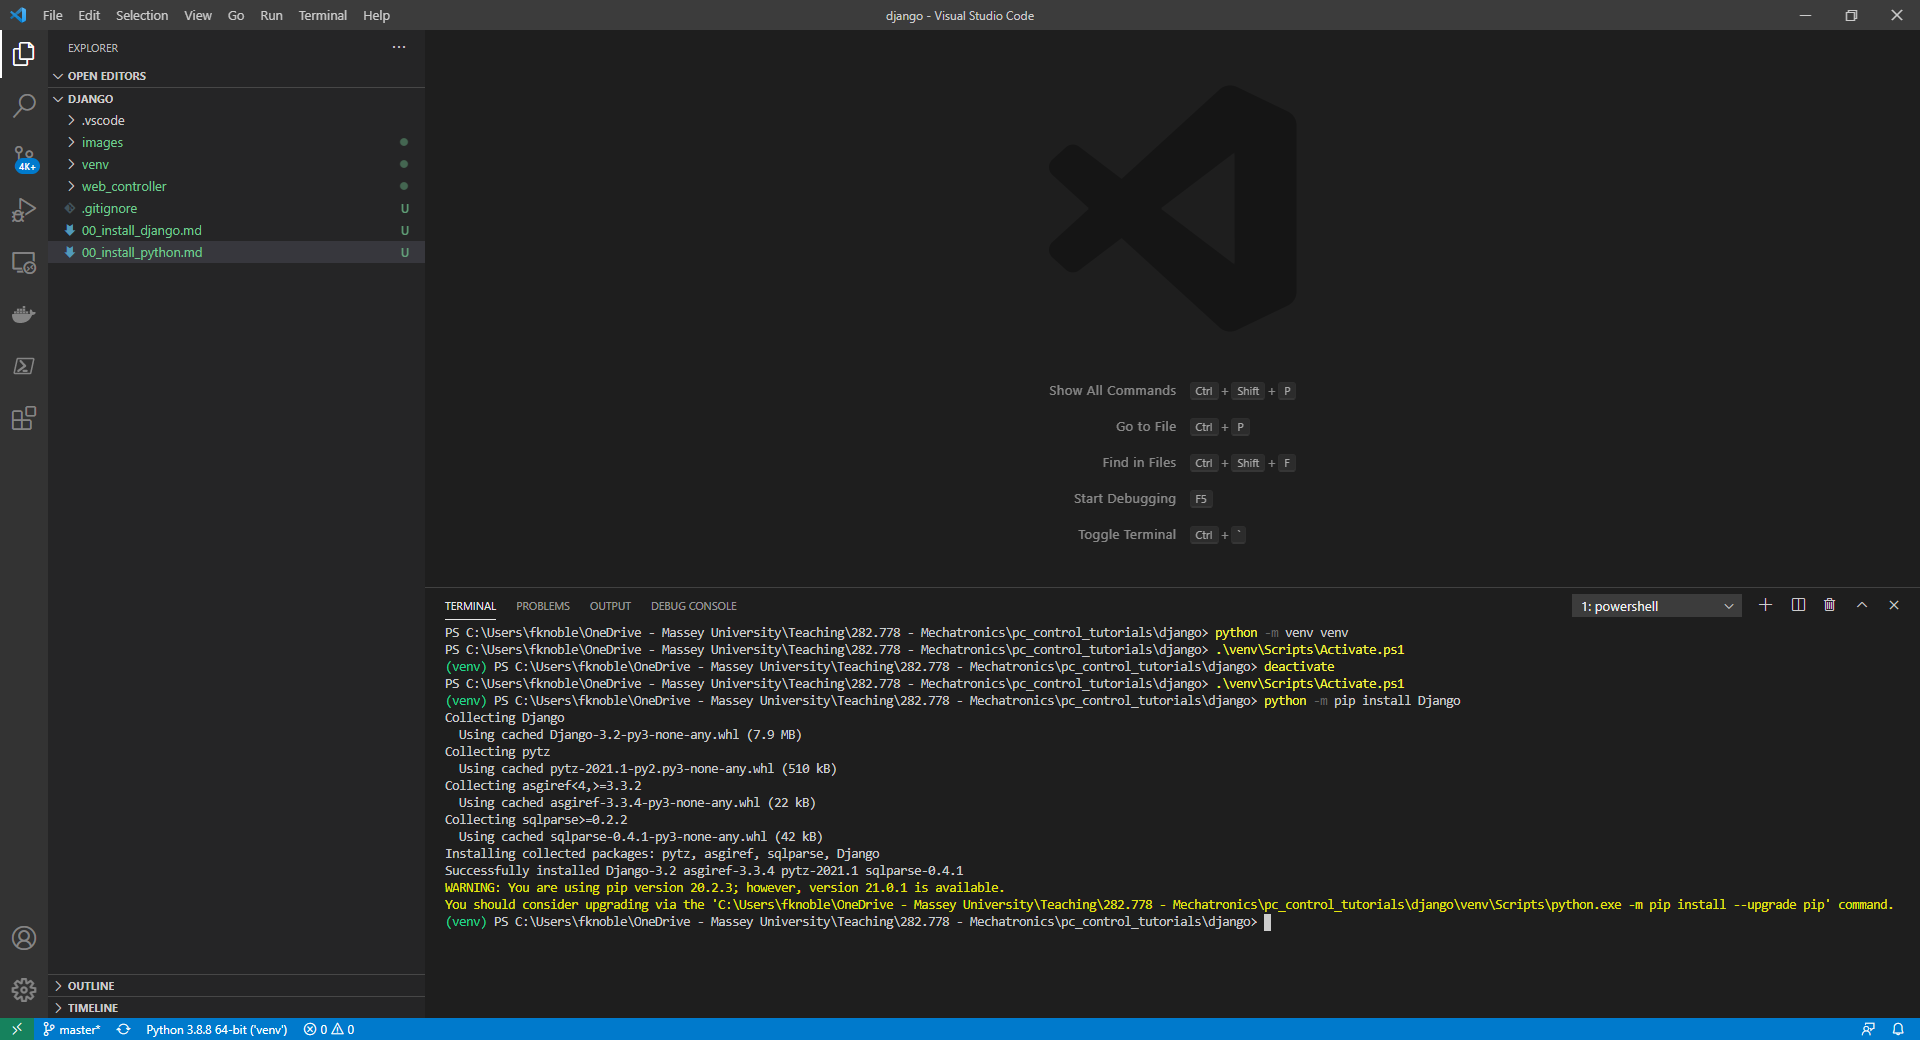 File Edit Selection View Go Run Terminal Help
django - Visual Studio Code
EXPLORER
OPEN EDITORS
DJANGO
.vscode
images
venv
web_controller
.gitignore U
00_install_django.md U
00_install_python.md U
4K+
OUTLINE
TIMELINE
Show All Commands Ctrl + Shift + P
Go to File Ctrl + P
Find in Files Ctrl + Shift + F
Start Debugging F5
Toggle Terminal Ctrl + `
TERMINAL PROBLEMS OUTPUT DEBUG CONSOLE 1: powershell
PS C:\Users\fknoble\OneDrive - Massey University\Teaching\282.778 - Mechatronics\pc_control_tutorials\django> python -m venv venv
PS C:\Users\fknoble\OneDrive - Massey University\Teaching\282.778 - Mechatronics\pc_control_tutorials\django> .\venv\Scripts\Activate.ps1
(venv) PS C:\Users\fknoble\OneDrive - Massey University\Teaching\282.778 - Mechatronics\pc_control_tutorials\django> deactivate
PS C:\Users\fknoble\OneDrive - Massey University\Teaching\282.778 - Mechatronics\pc_control_tutorials\django> .\venv\Scripts\Activate.ps1
(venv) PS C:\Users\fknoble\OneDrive - Massey University\Teaching\282.778 - Mechatronics\pc_control_tutorials\django> python -m pip install Django
Collecting Django
  Using cached Django-3.2-py3-none-any.whl (7.9 MB)
Collecting pytz
  Using cached pytz-2021.1-py2.py3-none-any.whl (510 kB)
Collecting asgiref<4,>=3.3.2
  Using cached asgiref-3.3.4-py3-none-any.whl (22 kB)
Collecting sqlparse>=0.2.2
  Using cached sqlparse-0.4.1-py3-none-any.whl (42 kB)
Installing collected packages: pytz, asgiref, sqlparse, Django
Successfully installed Django-3.2 asgiref-3.3.4 pytz-2021.1 sqlparse-0.4.1
WARNING: You are using pip version 20.2.3; however, version 21.0.1 is available.
You should consider upgrading via the 'C:\Users\fknoble\OneDrive - Massey University\Teaching\282.778 - Mechatronics\pc_control_tutorials\django\venv\Scripts\python.exe -m pip install --upgrade pip' command.
(venv) PS C:\Users\fknoble\OneDrive - Massey University\Teaching\282.778 - Mechatronics\pc_control_tutorials\django>
master* Python 3.8.8 64-bit ('venv') 0 0